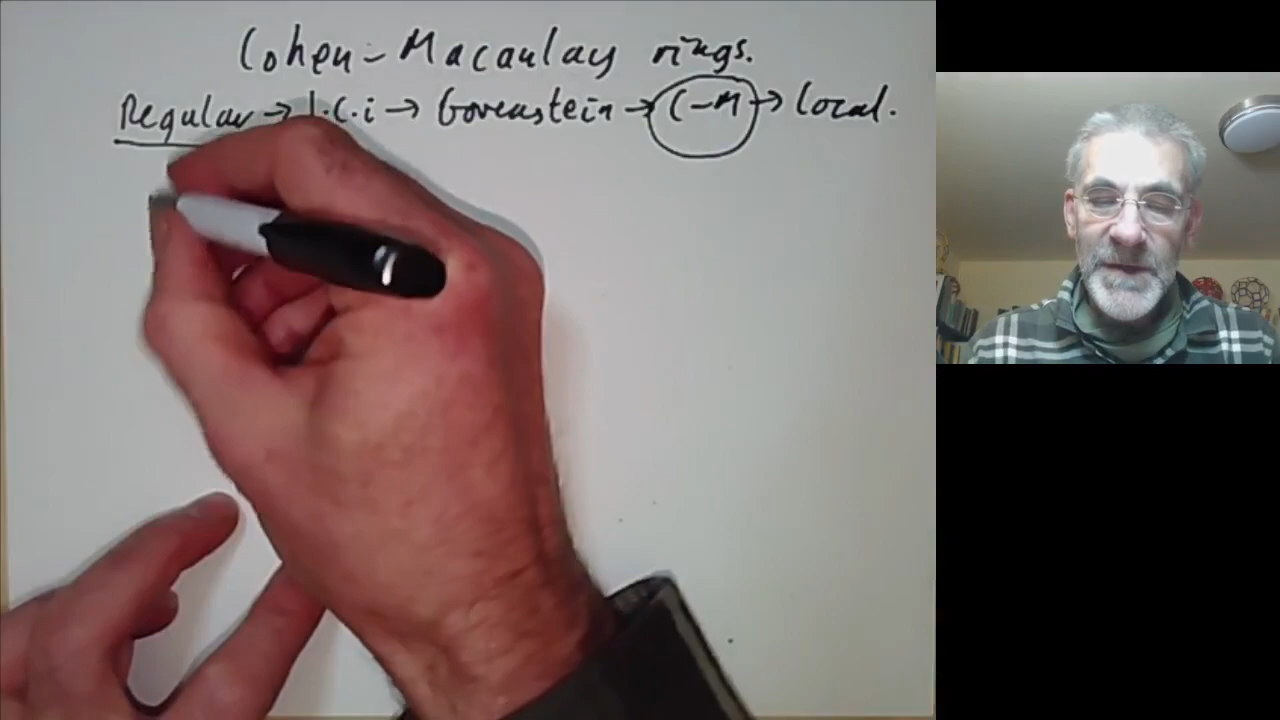 Cohen-Macaulay rings.
Regular → l.c.i → Gorenstein → C-M → Local.